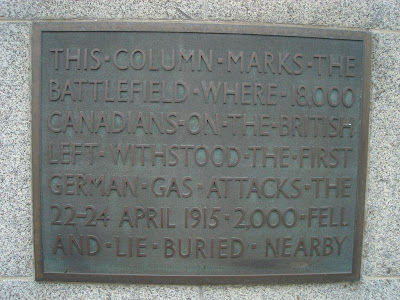 THIS·COLUMN·MARKS·THE
BATTLEFIELD·WHERE·18,000
CANADIANS·ON·THE·BRITISH
LEFT·WITHSTOOD·THE·FIRST
GERMAN·GAS·ATTACKS·THE
22-24 APRIL 1915·2,000·FELL
AND·LIE·BURIED·NEARBY